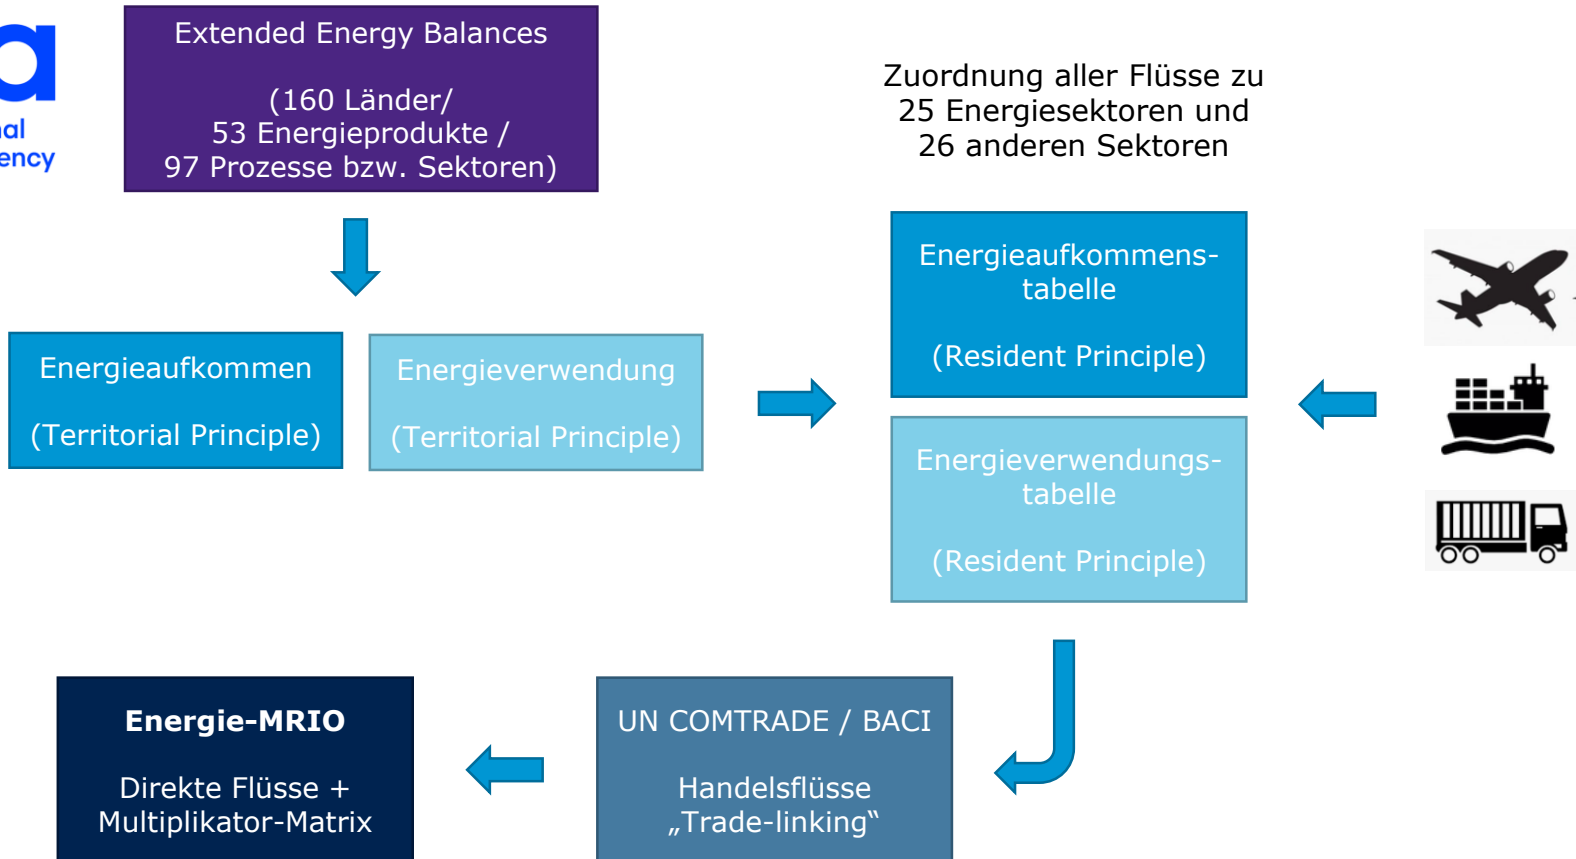 Extended Energy Balances
(160 Länder/
53 Energieprodukte /
97 Prozesse bzw. Sektoren)
Zuordnung aller Flüsse zu
25 Energiesektoren und
26 anderen Sektoren
Energieaufkommen
(Territorial Principle)
Energieverwendung
(Territorial Principle)
Energieaufkommens-
tabelle
(Resident Principle)
Energieverwendungs-
tabelle
(Resident Principle)
Energie-MRIO
Direkte Flüsse +
Multiplikator-Matrix
UN COMTRADE / BACI
Handelsflüsse
„Trade-linking“